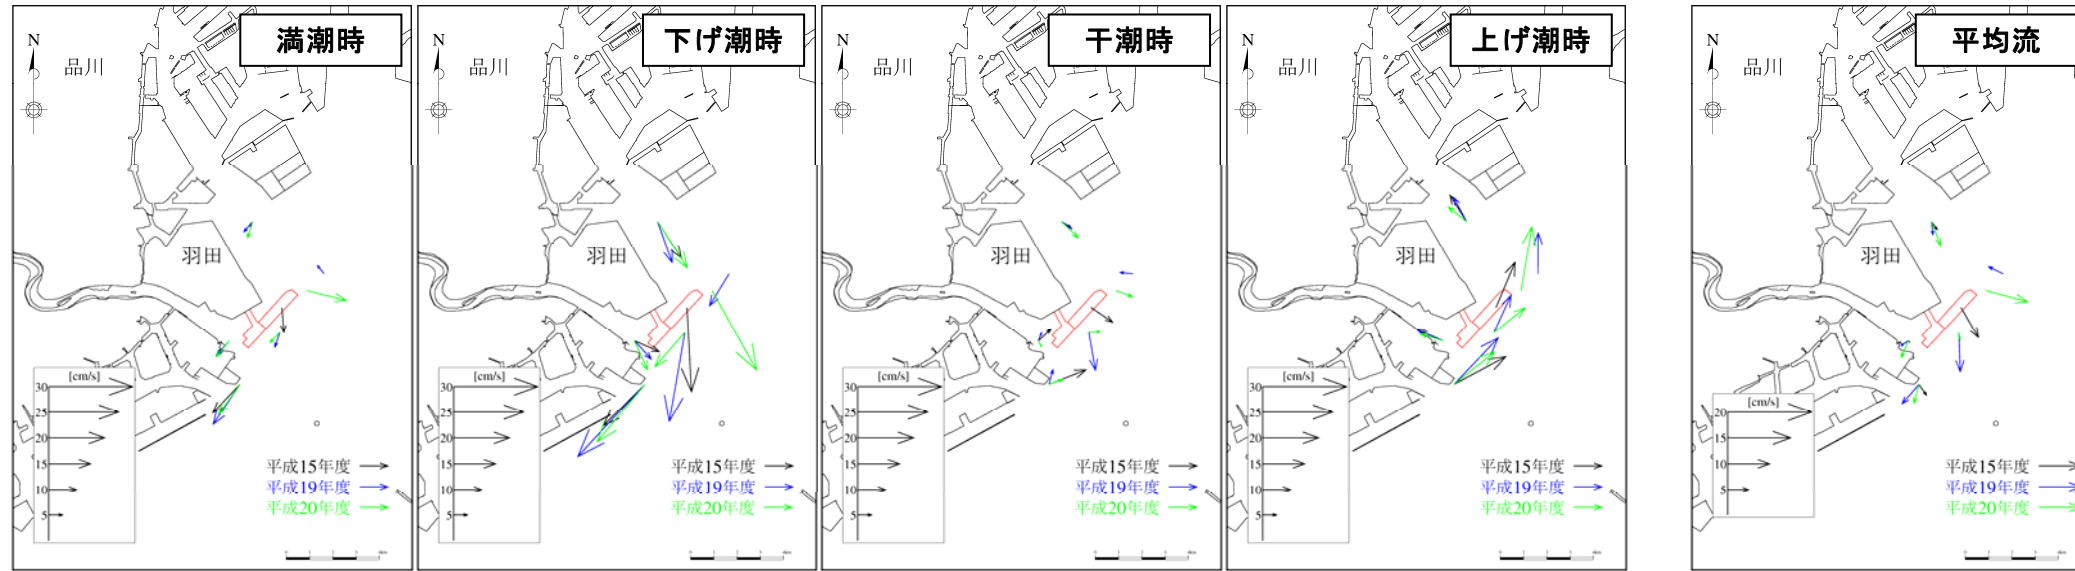 満潮時
N
品川
羽田
[cm/s]
30
25
20
15
10
5
平成15年度
平成19年度
平成20年度
下げ潮時
N
品川
羽田
[cm/s]
30
25
20
15
10
5
平成15年度
平成19年度
平成20年度
干潮時
N
品川
羽田
[cm/s]
30
25
20
15
10
5
平成15年度
平成19年度
平成20年度
上げ潮時
N
品川
羽田
[cm/s]
30
25
20
15
10
5
平成15年度
平成19年度
平成20年度
平均流
N
品川
羽田
[cm/s]
20
15
10
5
平成15年度
平成19年度
平成20年度